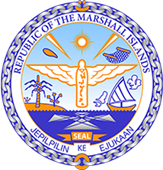 REPUBLIC OF THE MARSHALL ISLANDS
SEAL
JEPILPILIN KE EJUKAAN